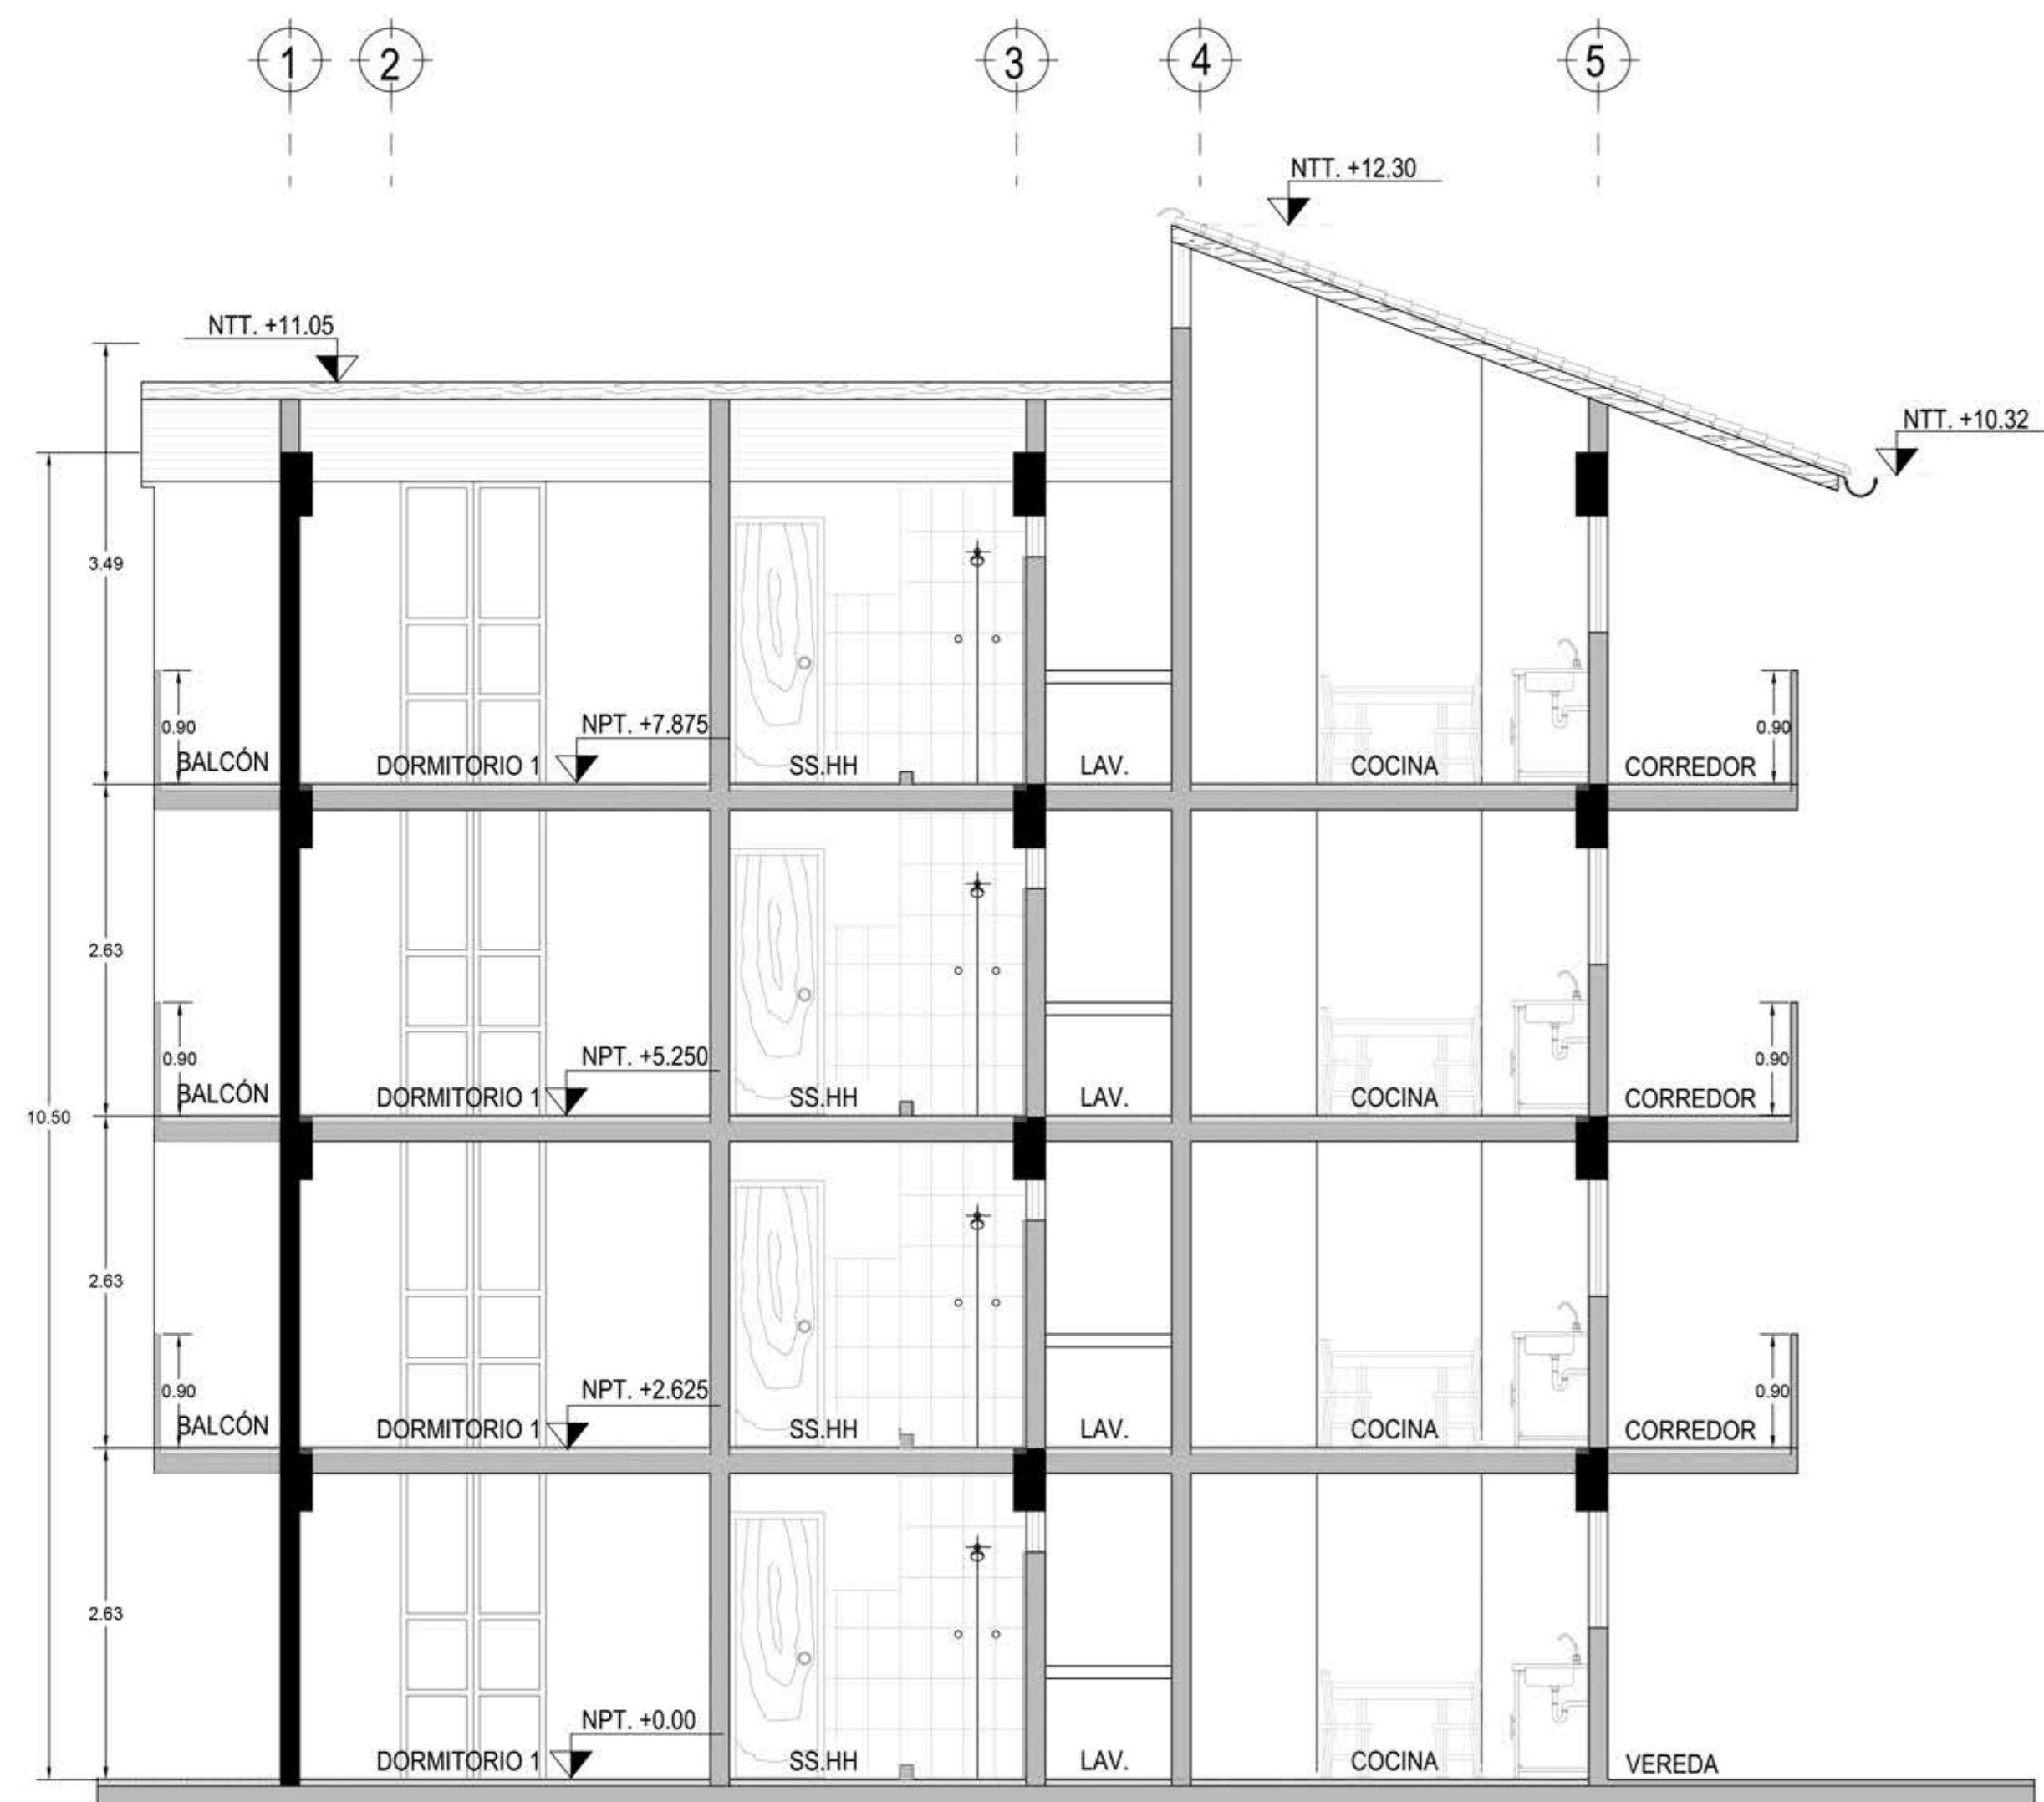 1 2 3 4 5
NTT. +12.30
NTT. +11.05
NTT. +10.32
3.49
0.90 NPT. +7.875 0.90
BALCÓN DORMITORIO 1 SS.HH LAV. COCINA CORREDOR
2.63
0.90 NPT. +5.250 0.90
BALCÓN DORMITORIO 1 SS.HH LAV. COCINA CORREDOR
10.50
2.63
0.90 NPT. +2.625 0.90
BALCÓN DORMITORIO 1 SS.HH LAV. COCINA CORREDOR
2.63
NPT. +0.00
DORMITORIO 1 SS.HH LAV. COCINA VEREDA